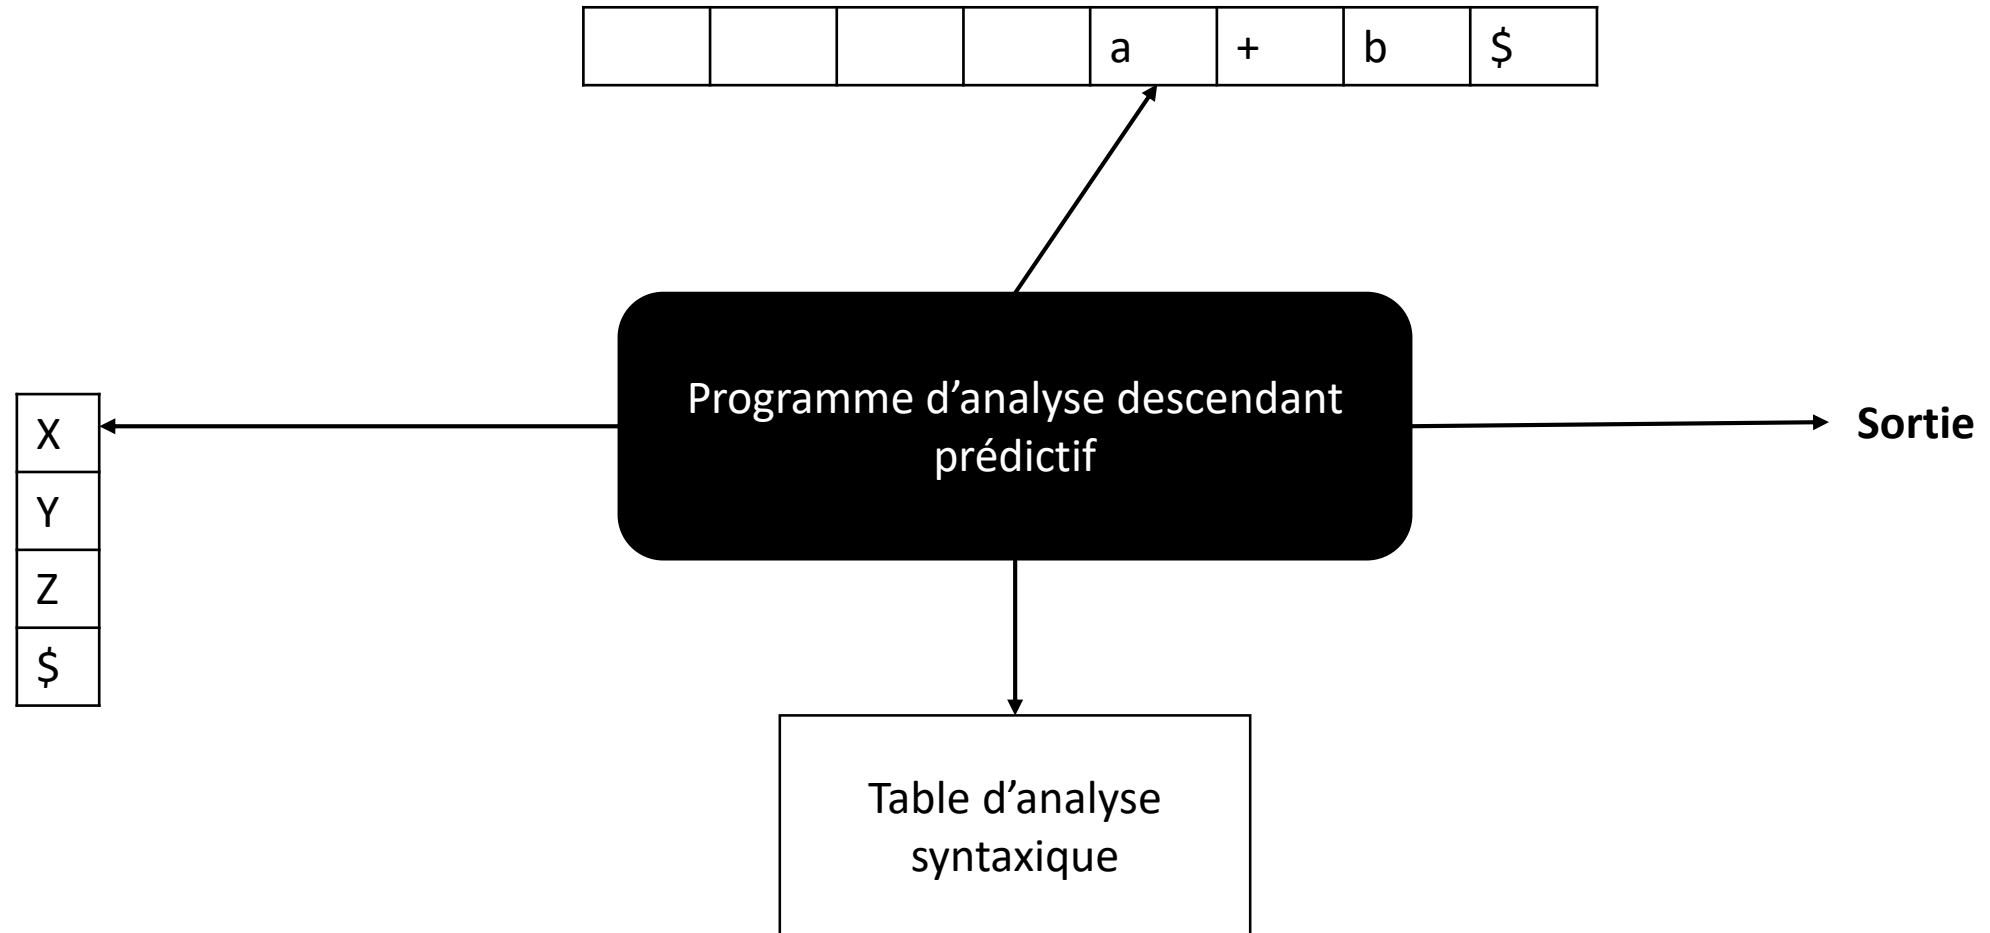 a + b $
Programme d’analyse descendant
prédictif
Sortie
X
Y
Z
$
Table d’analyse
syntaxique